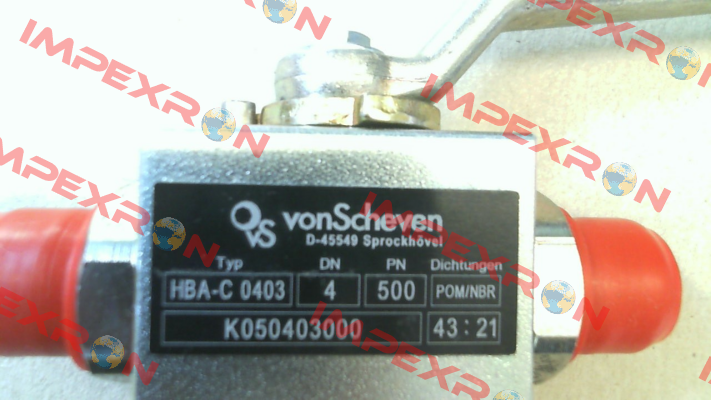 IMPEXRON
IMPEXRON
IMPEXRON
IMPEXRON
IMPEXRON
IMPEXRON
IMPEXRON
VS vonScheven
D-45549 Sprockhövel
Typ DN PN Dichtungen
HBA-C 0403 4 500 POM/NBR
K050403000 43:21